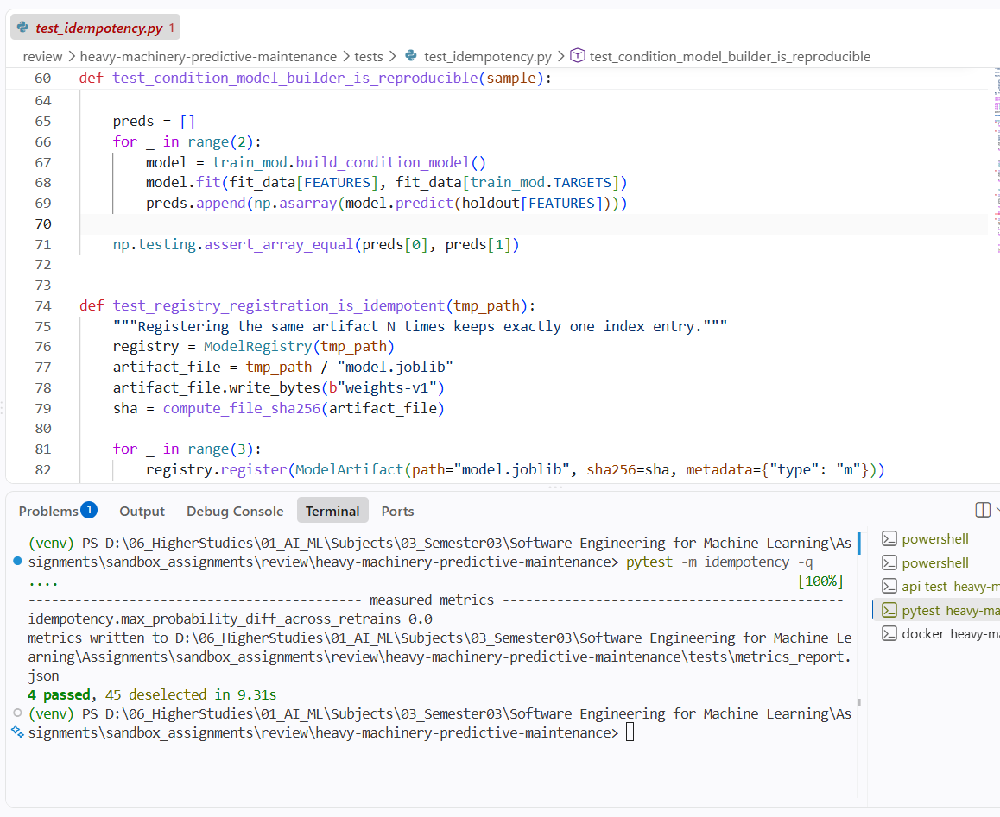 test_idempotency.py 1
review > heavy-machinery-predictive-maintenance > tests > test_idempotency.py > test_condition_model_builder_is_reproducible
60 def test_condition_model_builder_is_reproducible(sample):
64
65     preds = []
66     for _ in range(2):
67         model = train_mod.build_condition_model()
68         model.fit(fit_data[FEATURES], fit_data[train_mod.TARGETS])
69         preds.append(np.asarray(model.predict(holdout[FEATURES])))
70
71     np.testing.assert_array_equal(preds[0], preds[1])
72
73
74 def test_registry_registration_is_idempotent(tmp_path):
75     """Registering the same artifact N times keeps exactly one index entry."""
76     registry = ModelRegistry(tmp_path)
77     artifact_file = tmp_path / "model.joblib"
78     artifact_file.write_bytes(b"weights-v1")
79     sha = compute_file_sha256(artifact_file)
80
81     for _ in range(3):
82         registry.register(ModelArtifact(path="model.joblib", sha256=sha, metadata={"type": "m"}))
Problems 1 Output Debug Console Terminal Ports
(venv) PS D:\06_HigherStudies\01_AI_ML\Subjects\03_Semester03\Software Engineering for Machine Learning\As
signments\sandbox_assignments\review\heavy-machinery-predictive-maintenance> pytest -m idempotency -q
.... [100%]
------------------------------------------- measured metrics --------------------------------------------
idempotency.max_probability_diff_across_retrains 0.0
metrics written to D:\06_HigherStudies\01_AI_ML\Subjects\03_Semester03\Software Engineering for Machine Le
arning\Assignments\sandbox_assignments\review\heavy-machinery-predictive-maintenance\tests\metrics_report.
json
4 passed, 45 deselected in 9.31s
(venv) PS D:\06_HigherStudies\01_AI_ML\Subjects\03_Semester03\Software Engineering for Machine Learning\As
signments\sandbox_assignments\review\heavy-machinery-predictive-maintenance>
powershell
powershell
api test heavy-m
pytest heavy-ma
docker heavy-ma